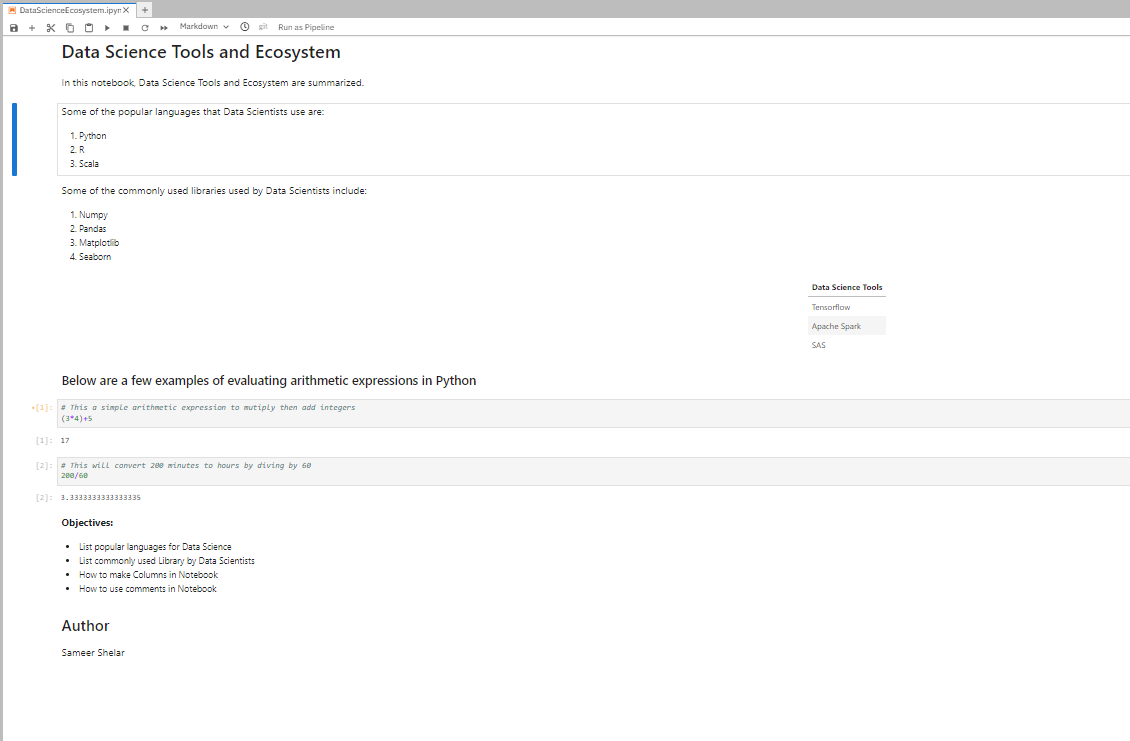 DataScienceEcosystem.ipyn
Markdown
Run as Pipeline
Data Science Tools and Ecosystem
In this notebook, Data Science Tools and Ecosystem are summarized.
Some of the popular languages that Data Scientists use are:
1. Python
2. R
3. Scala
Some of the commonly used libraries used by Data Scientists include:
1. Numpy
2. Pandas
3. Matplotlib
4. Seaborn
Data Science Tools
Tensorflow
Apache Spark
SAS
Below are a few examples of evaluating arithmetic expressions in Python
[1]: # This a simple arithmetic expression to mutiply then add integers
(3*4)+5
[1]: 17
[2]: # This will convert 200 minutes to hours by diving by 60
200/60
[2]: 3.3333333333333335
Objectives:
• List popular languages for Data Science
• List commonly used Library by Data Scientists
• How to make Columns in Notebook
• How to use comments in Notebook
Author
Sameer Shelar